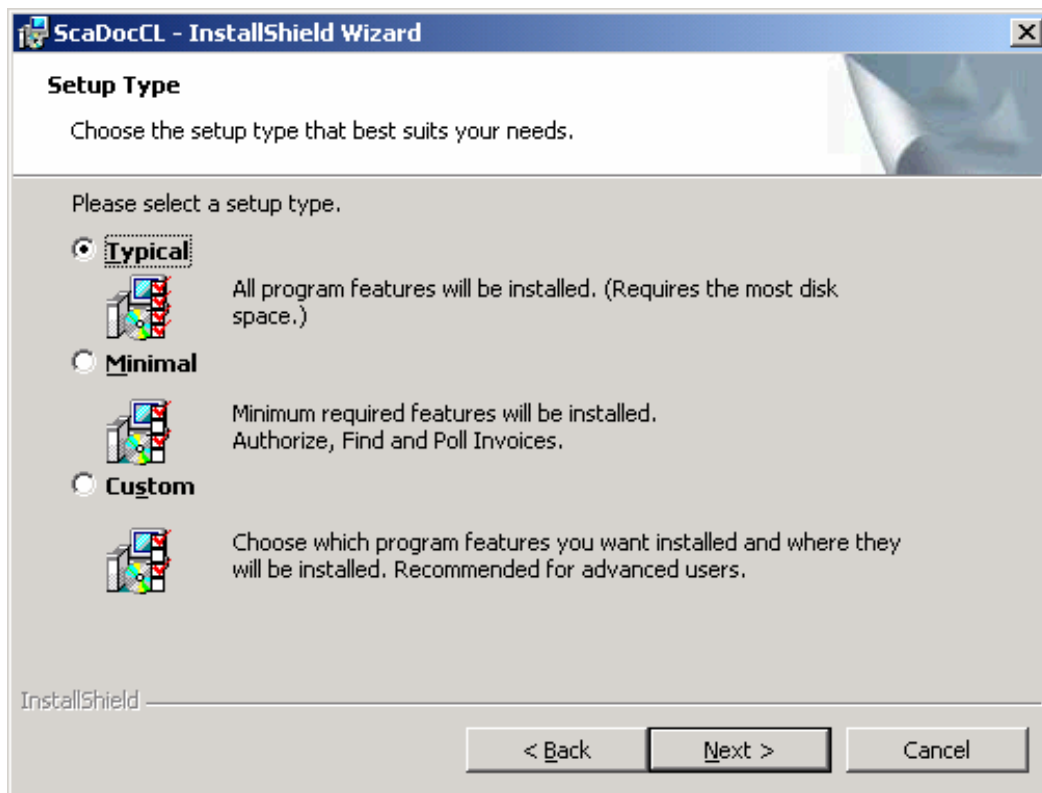 ScaDocCL - InstallShield Wizard
Setup Type
Choose the setup type that best suits your needs.
Please select a setup type.
Typical
All program features will be installed. (Requires the most disk
space.)
Minimal
Minimum required features will be installed.
Authorize, Find and Poll Invoices.
Custom
Choose which program features you want installed and where they
will be installed. Recommended for advanced users.
InstallShield
< Back
Next >
Cancel